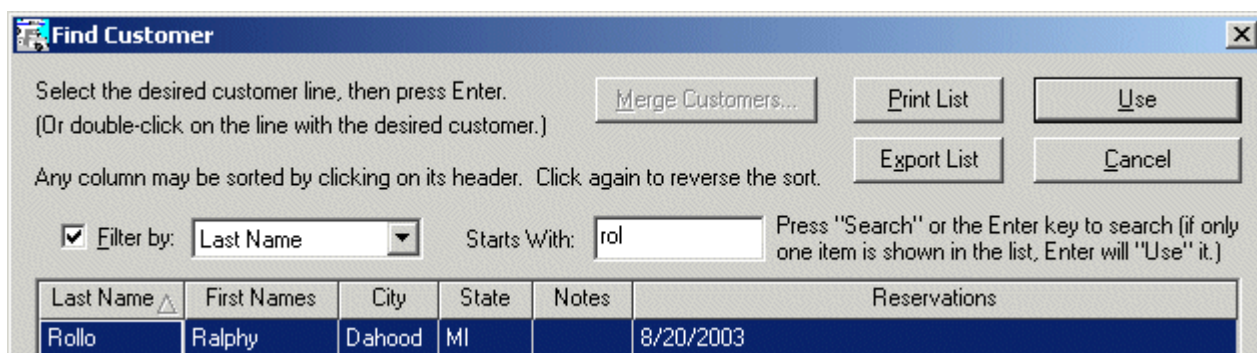 Find Customer
Select the desired customer line, then press Enter.
(Or double-click on the line with the desired customer.)
Merge Customers...
Print List
Use
Export List
Cancel
Any column may be sorted by clicking on its header. Click again to reverse the sort.
Filter by:
Last Name
Starts With:
rol
Press "Search" or the Enter key to search (if only
one item is shown in the list, Enter will "Use" it.)
Last Name First Names City State Notes Reservations
Rollo Ralphy Dahood MI 8/20/2003